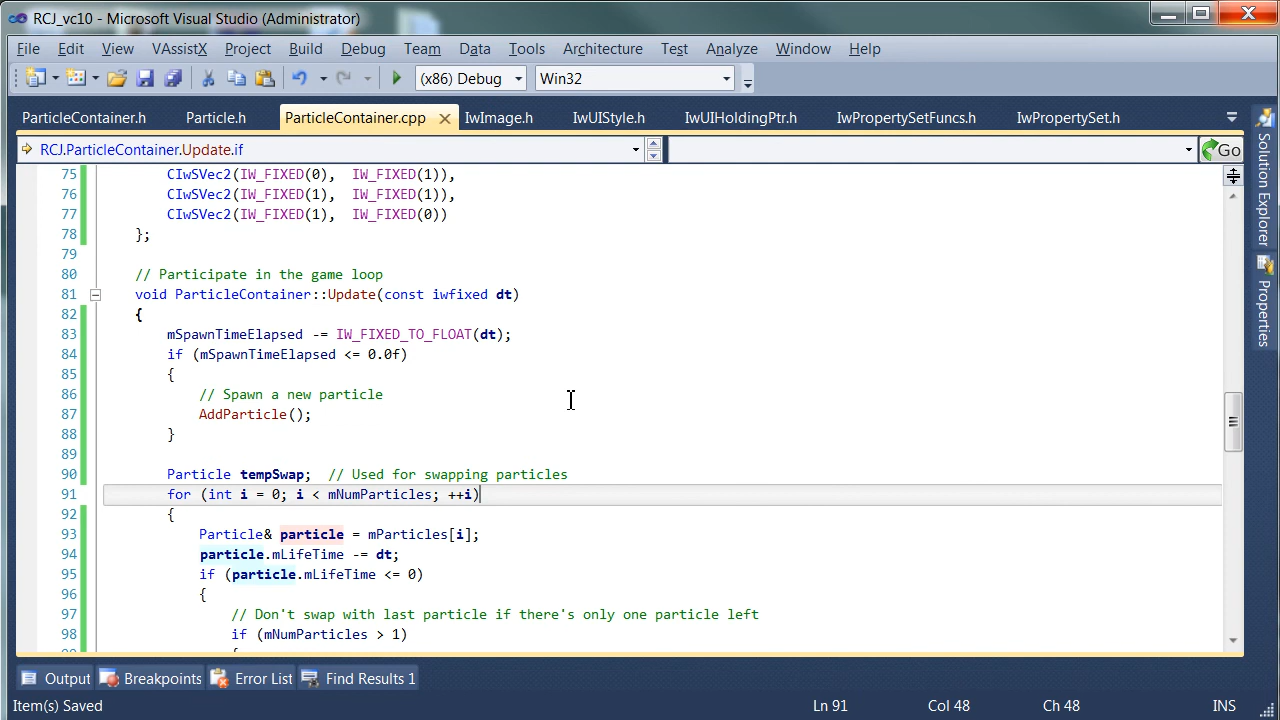 RCJ_vc10 - Microsoft Visual Studio (Administrator)
File Edit View VAssistX Project Build Debug Team Data Tools Architecture Test Analyze Window Help
(x86) Debug Win32
ParticleContainer.h Particle.h ParticleContainer.cpp IwImage.h IwUIStyle.h IwUIHoldingPtr.h IwPropertySetFuncs.h IwPropertySet.h
RCJ.ParticleContainer.Update.if Go
75 CIwSVec2(IW_FIXED(0), IW_FIXED(1)),
76 CIwSVec2(IW_FIXED(1), IW_FIXED(1)),
77 CIwSVec2(IW_FIXED(1), IW_FIXED(0))
78 };
79
80 // Participate in the game loop
81 void ParticleContainer::Update(const iwfixed dt)
82 {
83 mSpawnTimeElapsed -= IW_FIXED_TO_FLOAT(dt);
84 if (mSpawnTimeElapsed <= 0.0f)
85 {
86 // Spawn a new particle
87 AddParticle();
88 }
89
90 Particle tempSwap; // Used for swapping particles
91 for (int i = 0; i < mNumParticles; ++i)
92 {
93 Particle& particle = mParticles[i];
94 particle.mLifeTime -= dt;
95 if (particle.mLifeTime <= 0)
96 {
97 // Don't swap with last particle if there's only one particle left
98 if (mNumParticles > 1)
Solution Explorer
Properties
Output Breakpoints Error List Find Results 1
Item(s) Saved Ln 91 Col 48 Ch 48 INS